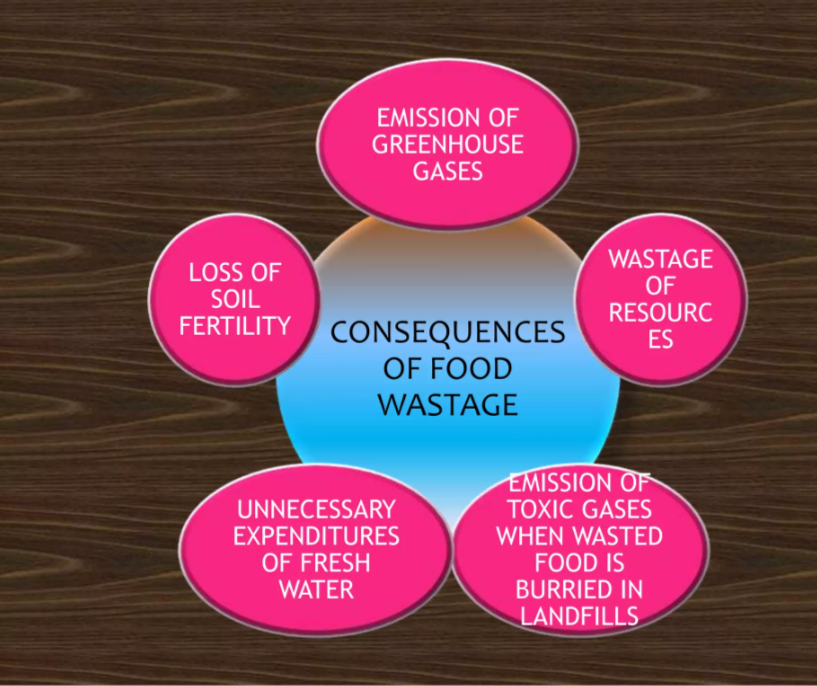 EMISSION OF
GREENHOUSE
GASES
WASTAGE
OF
RESOURC
ES
EMISSION OF
TOXIC GASES
WHEN WASTED
FOOD IS
BURRIED IN
LANDFILLS
UNNECESSARY
EXPENDITURES
OF FRESH
WATER
LOSS OF
SOIL
FERTILITY
CONSEQUENCES
OF FOOD
WASTAGE